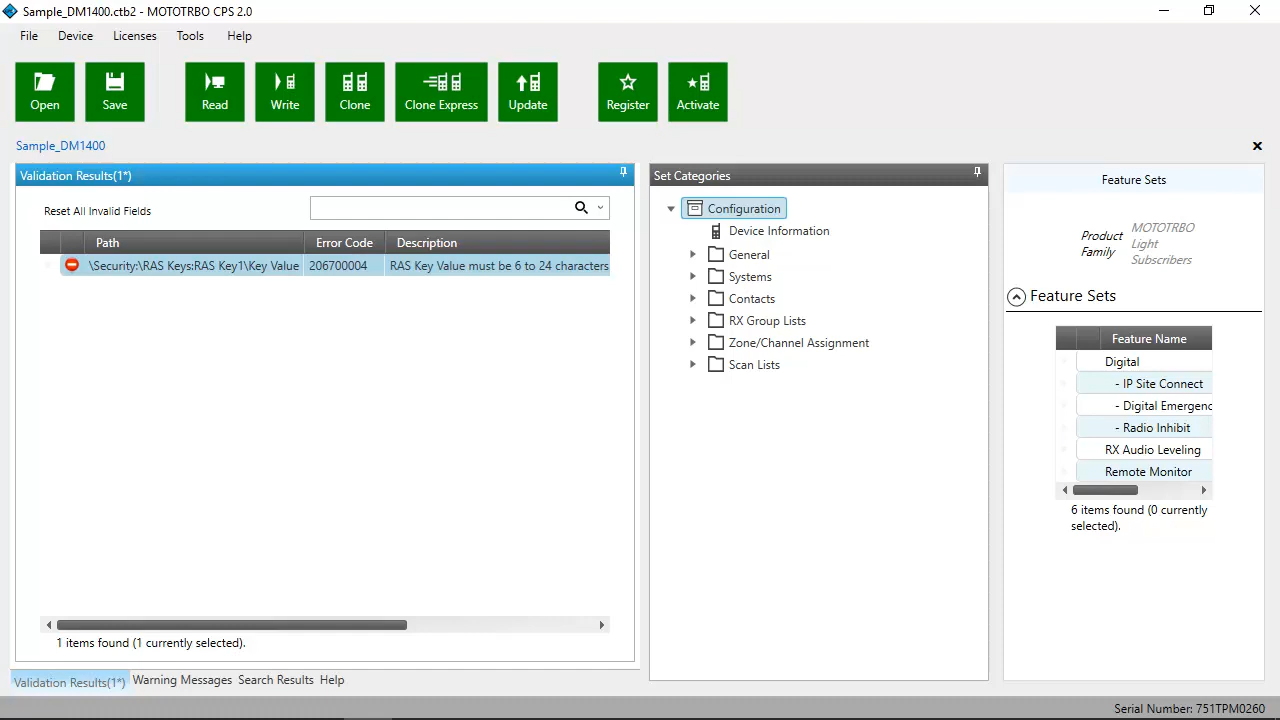 Sample_DM1400.ctb2 - MOTOTRBO CPS 2.0
File Device Licenses Tools Help
Open Save Read Write Clone Clone Express Update Register Activate
Sample_DM1400
Validation Results(1*)
Reset All Invalid Fields
Path Error Code Description
\Security:\RAS Keys:RAS Key1\Key Value 206700004 RAS Key Value must be 6 to 24 characters
1 items found (1 currently selected).
Validation Results(1*) Warning Messages Search Results Help
Set Categories
Configuration
Device Information
General
Systems
Contacts
RX Group Lists
Zone/Channel Assignment
Scan Lists
Feature Sets
Product Family
MOTOTRBO Light Subscribers
Feature Sets
Feature Name
Digital
- IP Site Connect
- Digital Emergenc
- Radio Inhibit
RX Audio Leveling
Remote Monitor
6 items found (0 currently
selected).
Serial Number: 751TPM0260